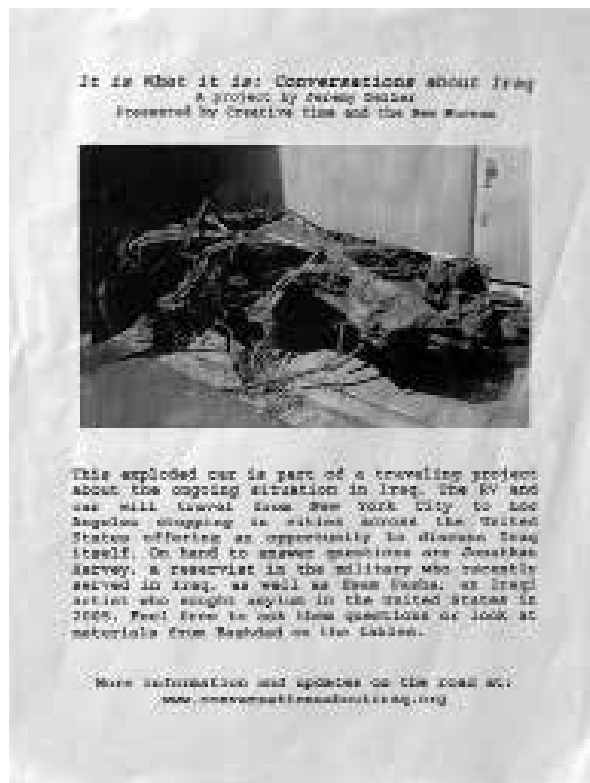 It is What it is: Conversations about Iraq
A project by Jeremy Deller
Presented by Creative Time and the New Museum
This exploded car is part of a traveling project
about the ongoing situation in Iraq. The RV and
car will travel from New York City to Los
Angeles stopping in cities across the United
States offering an opportunity to discuss Iraq
itself. On hand to answer questions are Jonathan
Harvey, a reservist in the military who recently
served in Iraq, as well as Esam Pasha, an Iraqi
artist who sought asylum in the United States in
Feel free to ask them questions or look at
materials from Baghdad on the tables.
More information and updates on the road at:
www.conversationsaboutiraq.org